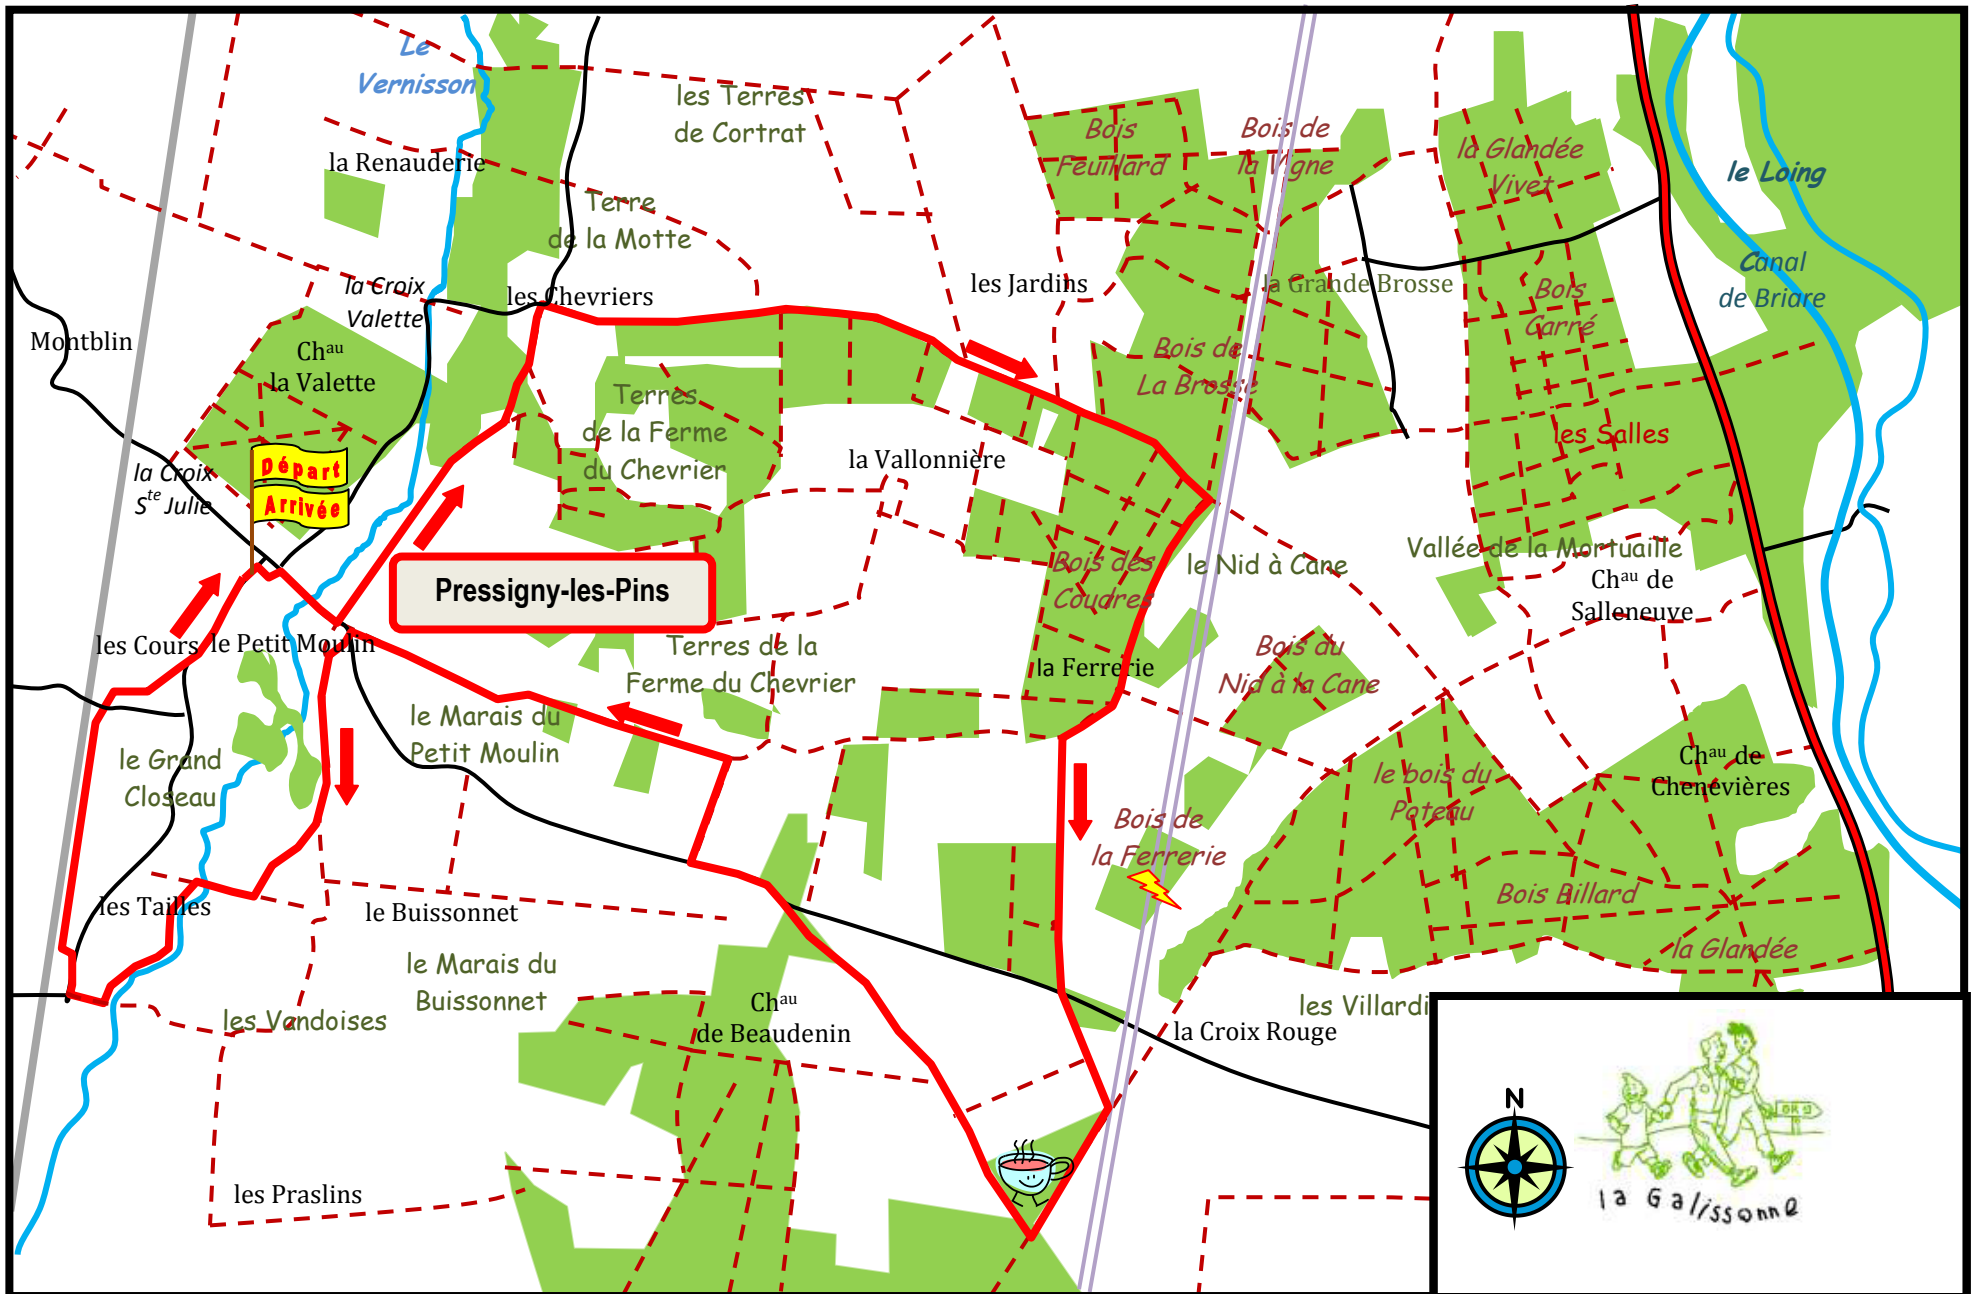 Le
Vernisson
les Terres
de Cortrat
Bois
Feuillard
Bois de
la Vigne
la Glandée
Vivet
le Loing
la Renauderie
Terre
de la Motte
Canal
de Briare
la Croix
Valette
les Chevriers
les Jardins
la Grande Brosse
Bois
Carré
Montblin
Chau
la Valette
Bois de
La Brosse
Terres
de la Ferme
du Chevrier
les Salles
la Croix
Ste Julie
Départ
Arrivée
la Vallonnière
Pressigny-les-Pins
Bois des
Coudres
le Nid à Cane
Vallée de la Mortuaille
Chau de
Salleneuve
les Cours
le Petit Moulin
Terres de la
Ferme du Chevrier
la Ferrerie
Bois du
Nid à la Cane
le Marais du
Petit Moulin
le Grand
Closeau
le bois du
Poteau
Chau de
Chenevières
Bois de
la Ferrerie
les Tailles
le Buissonnet
Bois Billard
la Glandée
le Marais du
Buissonnet
les Vandoises
Chau
de Beaudenin
la Croix Rouge
les Villardi
les Praslins
N
GR 13
la Galissonne